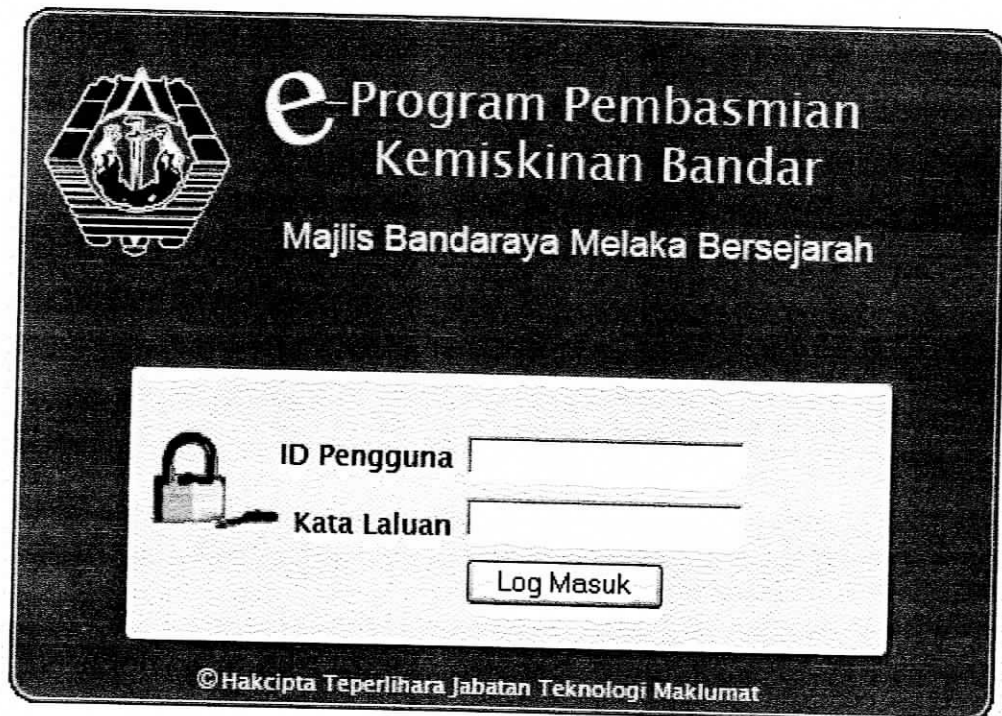 e-Program Pembasmian
Kemiskinan Bandar
Majlis Bandaraya Melaka Bersejarah
ID Pengguna
Kata Laluan
Log Masuk
©Hakcipta Teperlihara Jabatan Teknologi Maklumat